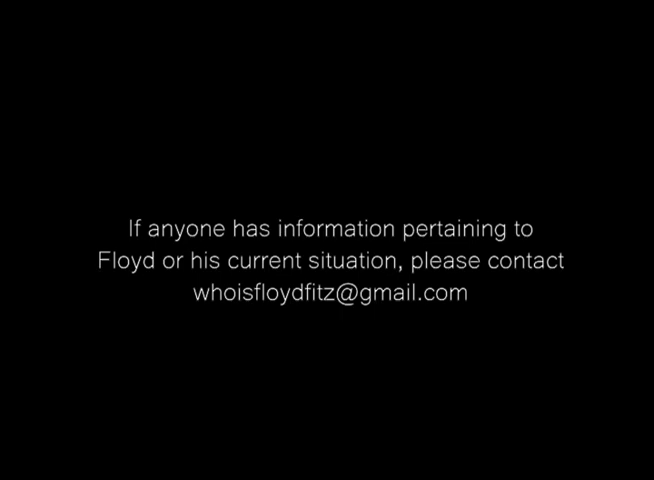 If anyone has information pertaining to
Floyd or his current situation, please contact
whoisfloydfitz@gmail.com